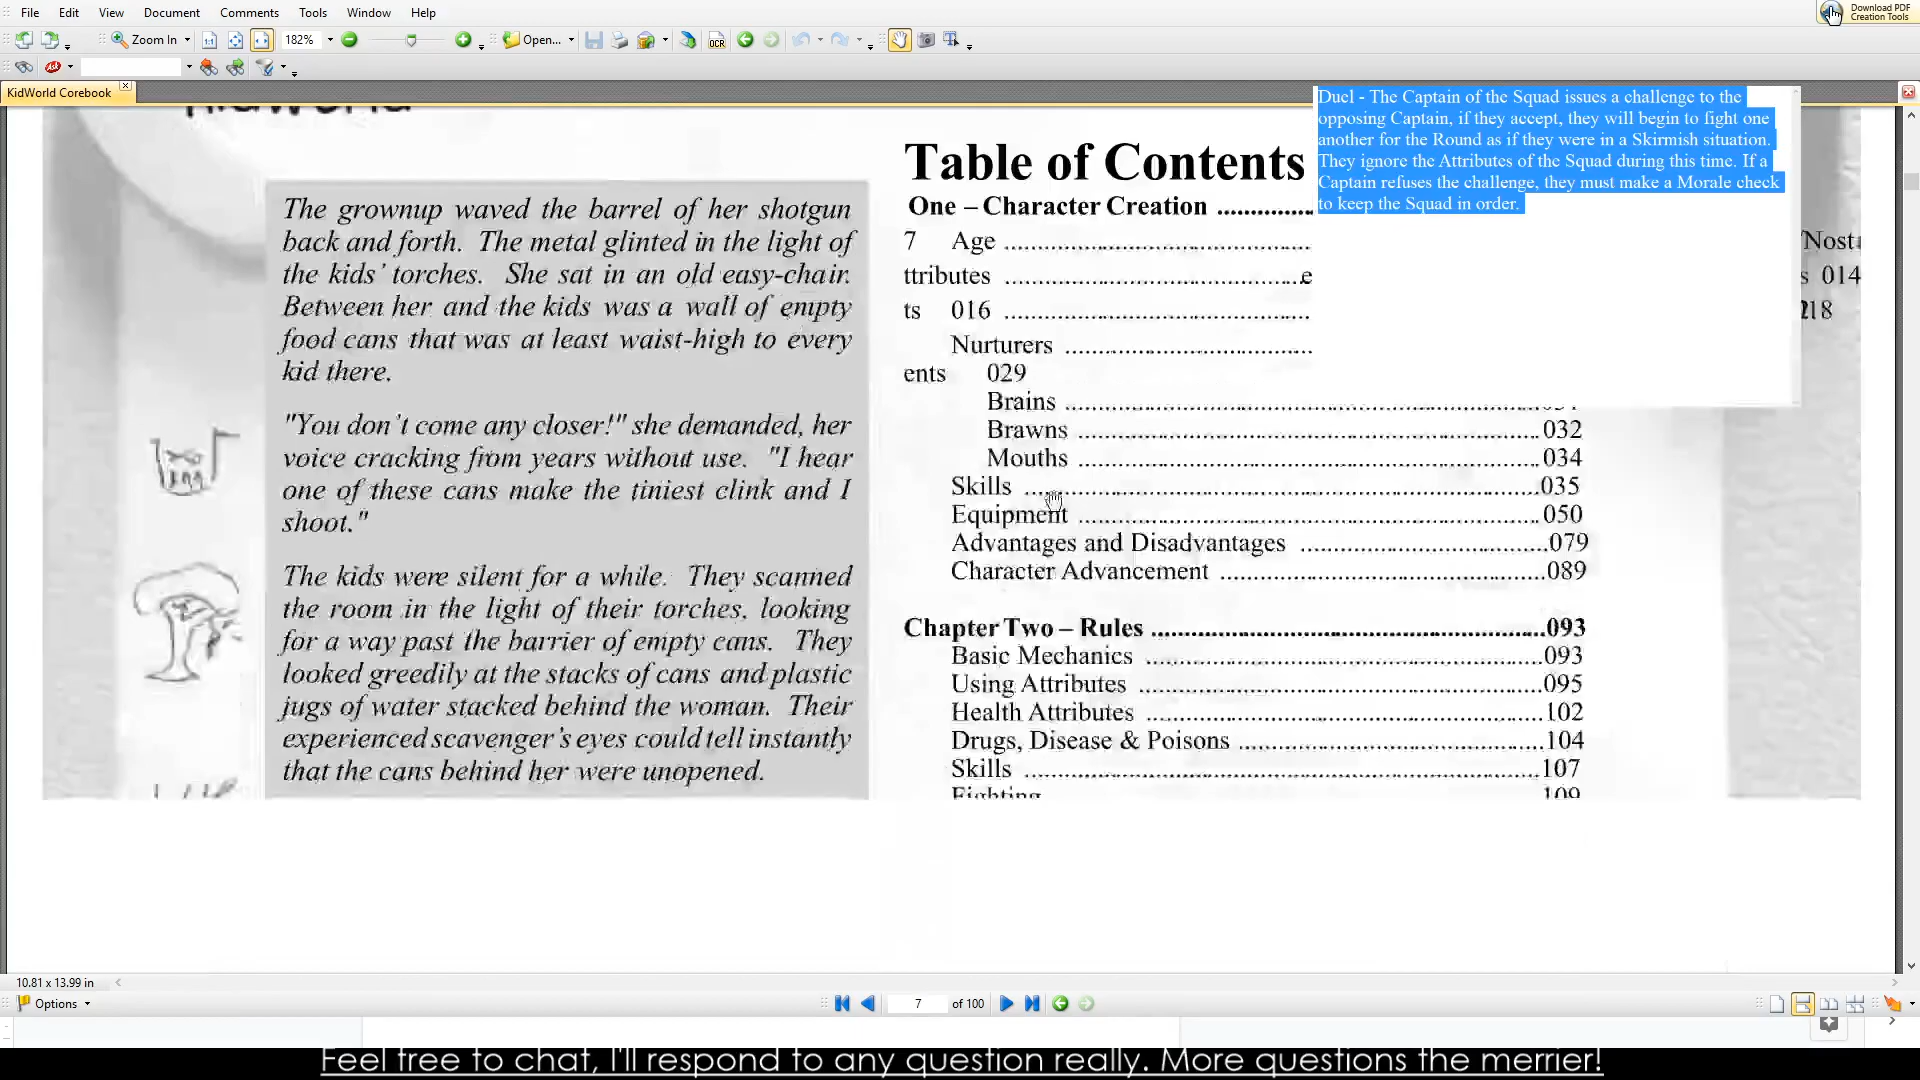 File Edit View Document Comments Tools Window Help
Download PDF
Creation Tools
Zoom In 182% Open... OCR
Ask
KidWorld Corebook
Duel - The Captain of the Squad issues a challenge to the
opposing Captain, if they accept, they will begin to fight one
another for the Round as if they were in a Skirmish situation.
They ignore the Attributes of the Squad during this time. If a
Captain refuses the challenge, they must make a Morale check
to keep the Squad in order.
The grownup waved the barrel of her shotgun
back and forth. The metal glinted in the light of
the kids' torches. She sat in an old easy-chair.
Between her and the kids was a wall of empty
food cans that was at least waist-high to every
kid there.
"You don't come any closer!" she demanded, her
voice cracking from years without use. "I hear
one of these cans make the tiniest clink and I
shoot."
The kids were silent for a while. They scanned
the room in the light of their torches, looking
for a way past the barrier of empty cans. They
looked greedily at the stacks of cans and plastic
jugs of water stacked behind the woman. Their
experienced scavenger's eyes could tell instantly
that the cans behind her were unopened.
Table of Contents
One – Character Creation ................
7 Age ................
ttributes ................e
s 014
ts 016 ................
18
Nurturers ................
ents 029
Brains ................
Brawns ................032
Mouths ................034
Skills ................035
Equipment ................050
Advantages and Disadvantages ................079
Character Advancement ................089
Chapter Two – Rules ................093
Basic Mechanics ................093
Using Attributes ................095
Health Attributes ................102
Drugs, Disease & Poisons ................104
Skills ................107
Fighting 109
10.81 x 13.99 in
Options 7 of 100
Feel free to chat, I'll respond to any question really. More questions the merrier!